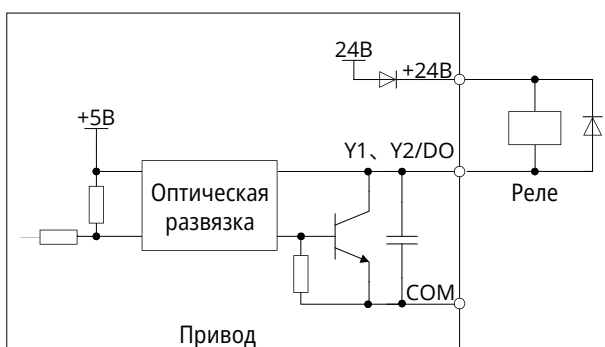 24В
+24В
+5В
Y1、Y2/DO
Оптическая
развязка
Реле
COM
Привод